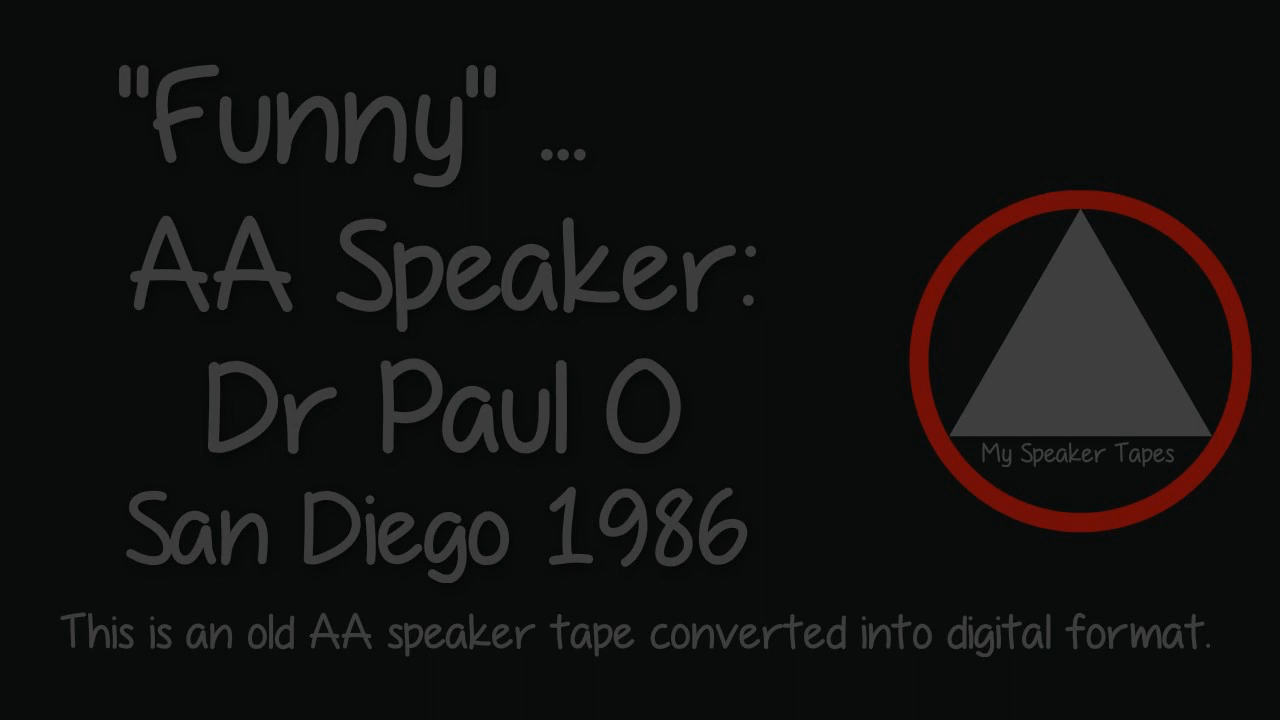 "Funny" ...
AA Speaker:
Dr Paul O
San Diego 1986
My Speaker Tapes
This is an old AA speaker tape converted into digital format.